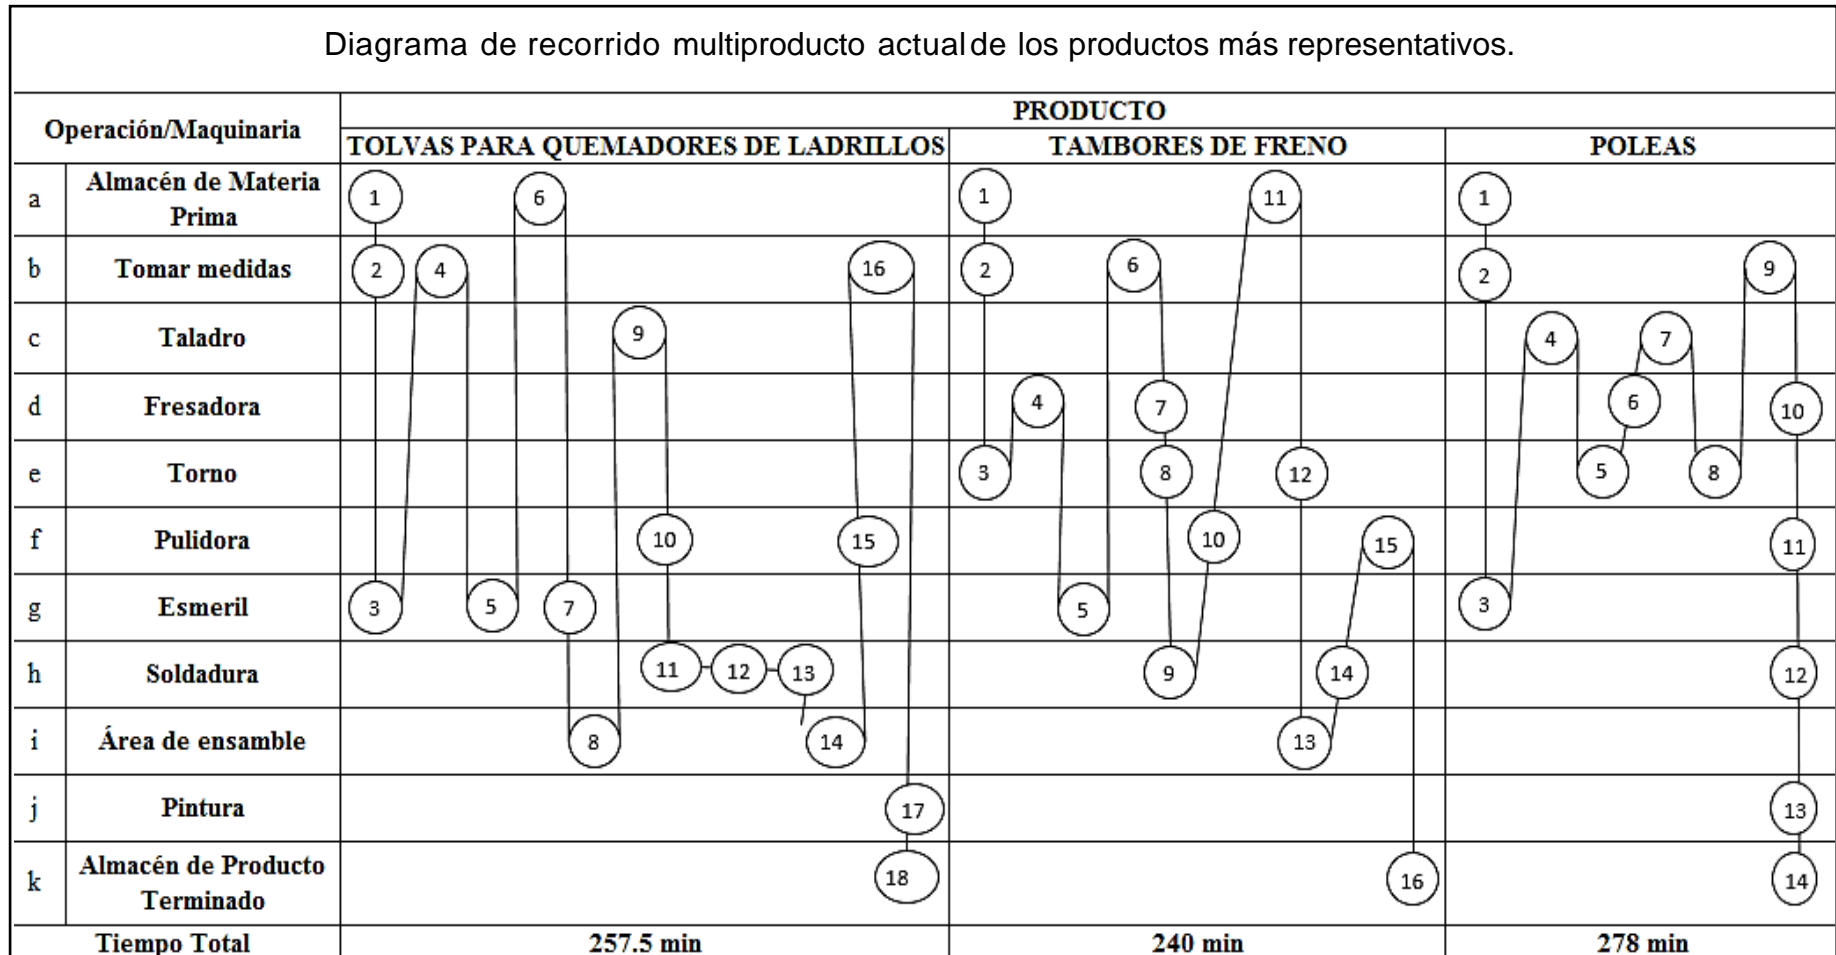 Diagrama de recorrido multiproducto actual de los productos más representativos.
Operación/Maquinaria
PRODUCTO
TOLVAS PARA QUEMADORES DE LADRILLOS TAMBORES DE FRENO POLEAS
a Almacén de Materia Prima 1 6 1 11 1
b Tomar medidas 2 4 16 2 6 2 9
c Taladro 9 4 7
d Fresadora 4 7 6 10
e Torno 3 8 12 5 8
f Pulidora 10 15 10 15 11
g Esmeril 3 5 7 5 3
h Soldadura 11 12 13 9 14 12
i Área de ensamble 8 14 13
j Pintura 17 13
k Almacén de Producto Terminado 18 16 14
Tiempo Total 257.5 min 240 min 278 min